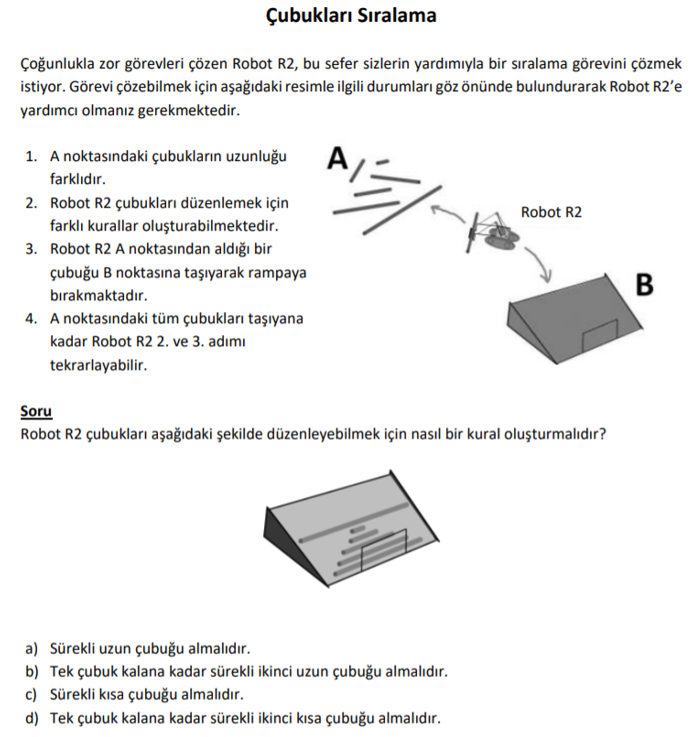 Çubukları Sıralama
Çoğunlukla zor görevleri çözen Robot R2, bu sefer sizlerin yardımıyla bir sıralama görevini çözmek
istiyor. Görevi çözebilmek için aşağıdaki resimle ilgili durumları göz önünde bulundurarak Robot R2'e
yardımcı olmanız gerekmektedir.
1. A noktasındaki çubukların uzunluğu
farklıdır.
2. Robot R2 çubukları düzenlemek için
farklı kurallar oluşturabilmektedir.
3. Robot R2 A noktasından aldığı bir
çubuğu B noktasına taşıyarak rampaya
bırakmaktadır.
4. A noktasındaki tüm çubukları taşıyana
kadar Robot R2 2. ve 3. adımı
tekrarlayabilir.
A
Robot R2
B
Soru
Robot R2 çubukları aşağıdaki şekilde düzenleyebilmek için nasıl bir kural oluşturmalıdır?
a) Sürekli uzun çubuğu almalıdır.
b) Tek çubuk kalana kadar sürekli ikinci uzun çubuğu almalıdır.
c) Sürekli kısa çubuğu almalıdır.
d) Tek çubuk kalana kadar sürekli ikinci kısa çubuğu almalıdır.